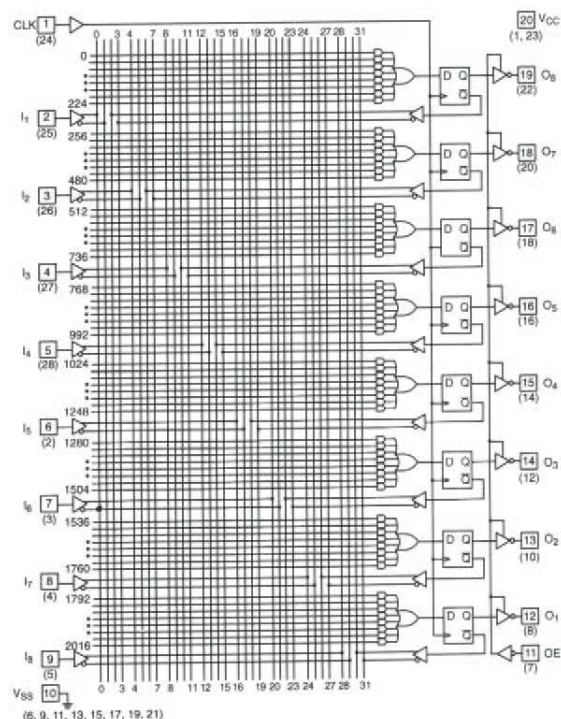 CLK 1 (24)
0 3 4 7 8 11 12 15 16 19 20 23 24 27 28 31
20 VCC (1, 23)
0
19 O8 (22)
224
I1 2 (25)
256
D Q Q
18 O7 (20)
480
I2 3 (26)
512
D Q Q
17 O6 (18)
736
I3 4 (27)
768
D Q Q
16 O5 (16)
992
I4 5 (28)
1024
D Q Q
15 O4 (14)
1248
I5 6 (2)
1280
D Q Q
14 O3 (12)
1504
I6 7 (3)
1536
D Q Q
13 O2 (10)
1760
I7 8 (4)
1792
D Q Q
12 O1 (8)
2016
I8 9 (5)
D Q Q
11 OE (7)
0 3 4 7 8 11 12 15 16 19 20 23 24 27 28 31
VSS 10
(6, 9, 11, 13, 15, 17, 19, 21)